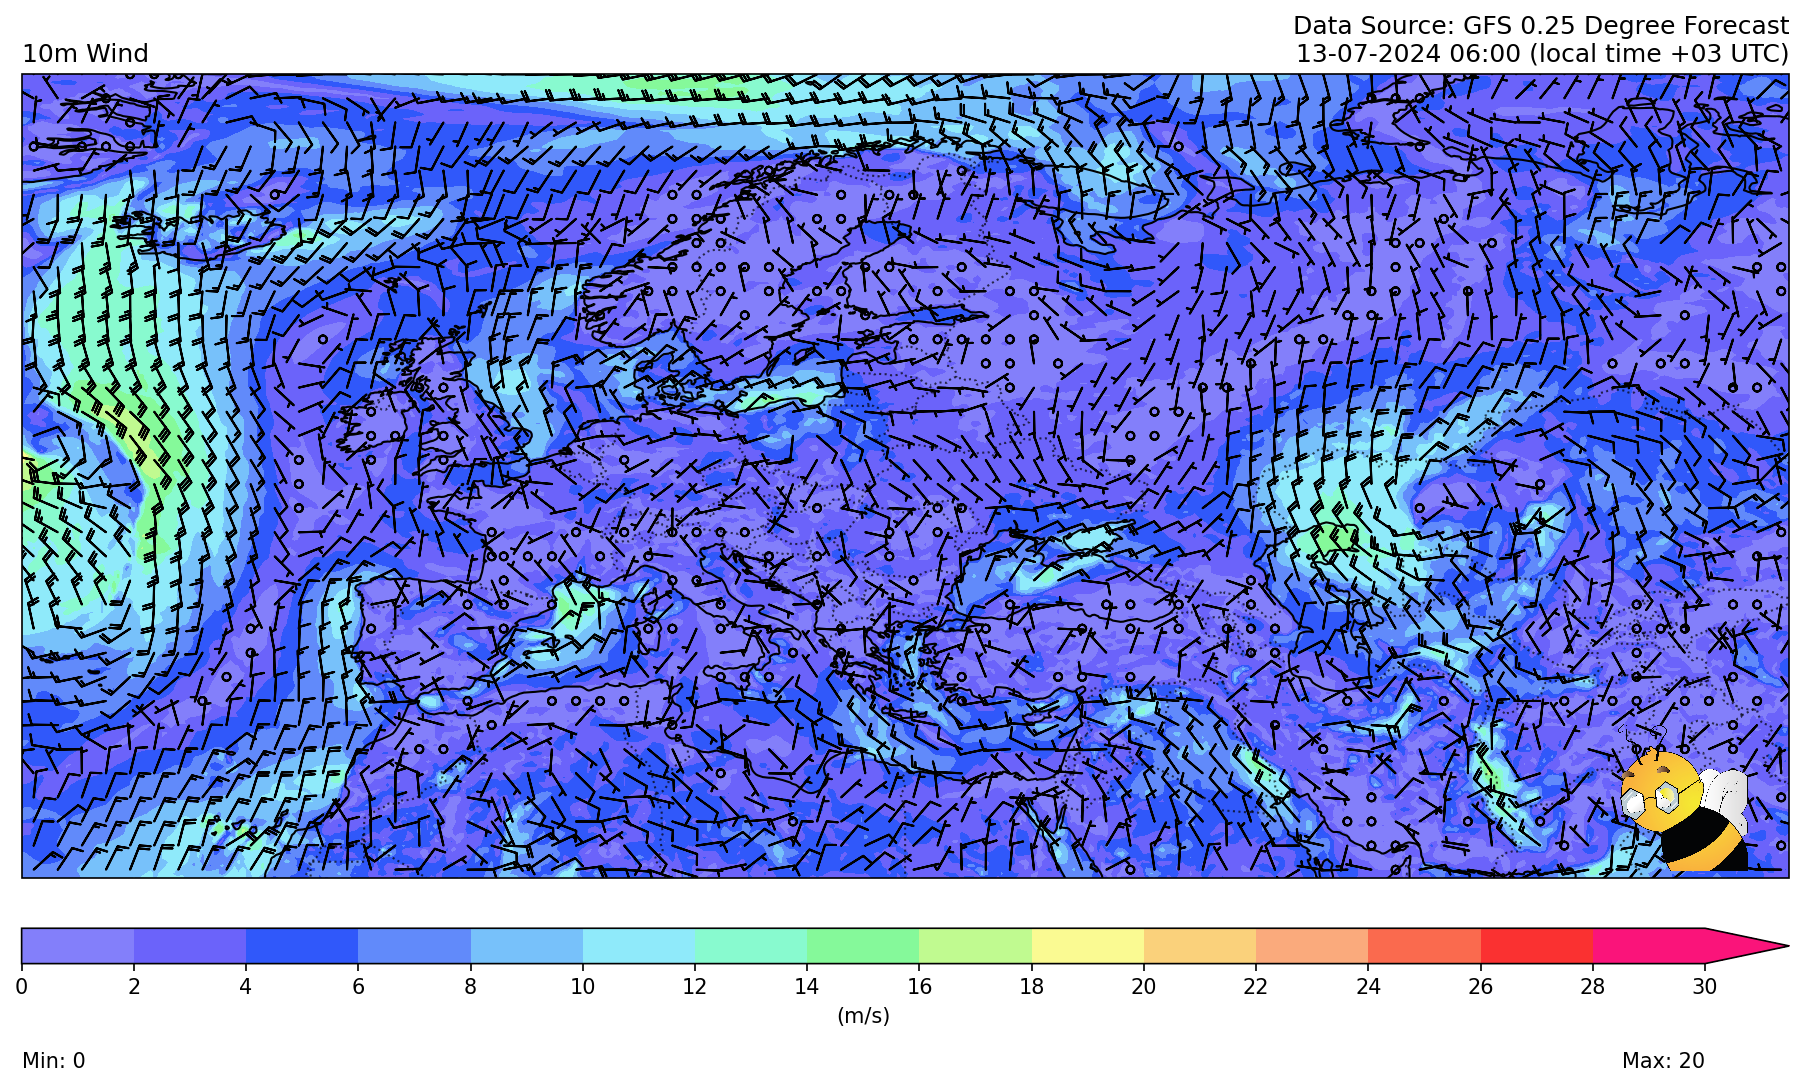 Data Source: GFS 0.25 Degree Forecast
10m Wind
13-07-2024 06:00 (local time +03 UTC)
0 2 4 6 8 10 12 14 16 18 20 22 24 26 28 30
(m/s)
Min: 0
Max: 20